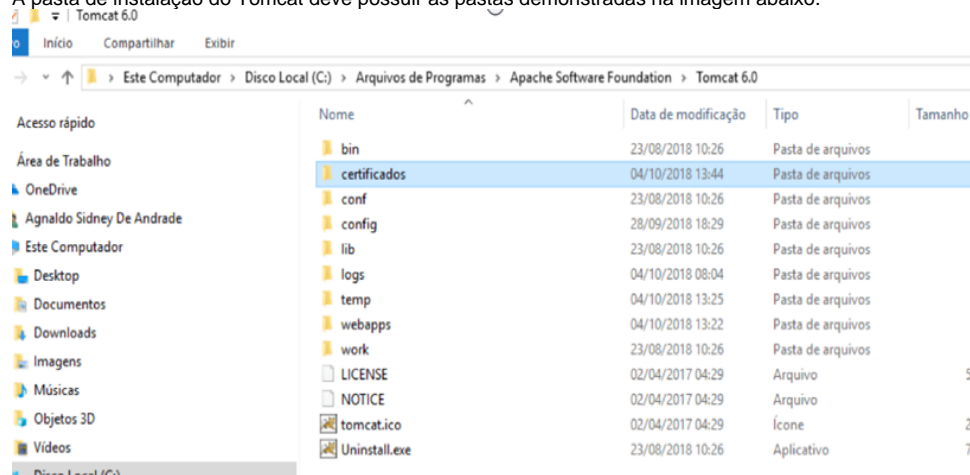 A pasta de instalação do Tomcat deve possuir as pastas demonstradas na imagem abaixo:
Tomcat 6.0
Início Compartilhar Exibir
> Este Computador > Disco Local (C:) > Arquivos de Programas > Apache Software Foundation > Tomcat 6.0
Nome Data de modificação Tipo Tamanho
Acesso rápido
Área de Trabalho
OneDrive
Agnaldo Sidney De Andrade
Este Computador
Desktop
Documentos
Downloads
Imagens
Músicas
Objetos 3D
Vídeos
Disco Local (C:)
bin 23/08/2018 10:26 Pasta de arquivos
certificados 04/10/2018 13:44 Pasta de arquivos
conf 23/08/2018 10:26 Pasta de arquivos
config 28/09/2018 18:29 Pasta de arquivos
lib 23/08/2018 10:26 Pasta de arquivos
logs 04/10/2018 08:04 Pasta de arquivos
temp 04/10/2018 13:25 Pasta de arquivos
webapps 04/10/2018 13:22 Pasta de arquivos
work 23/08/2018 10:26 Pasta de arquivos
LICENSE 02/04/2017 04:29 Arquivo 5
NOTICE 02/04/2017 04:29 Arquivo
tomcat.ico 02/04/2017 04:29 Ícone 2
Uninstall.exe 23/08/2018 10:26 Aplicativo 7